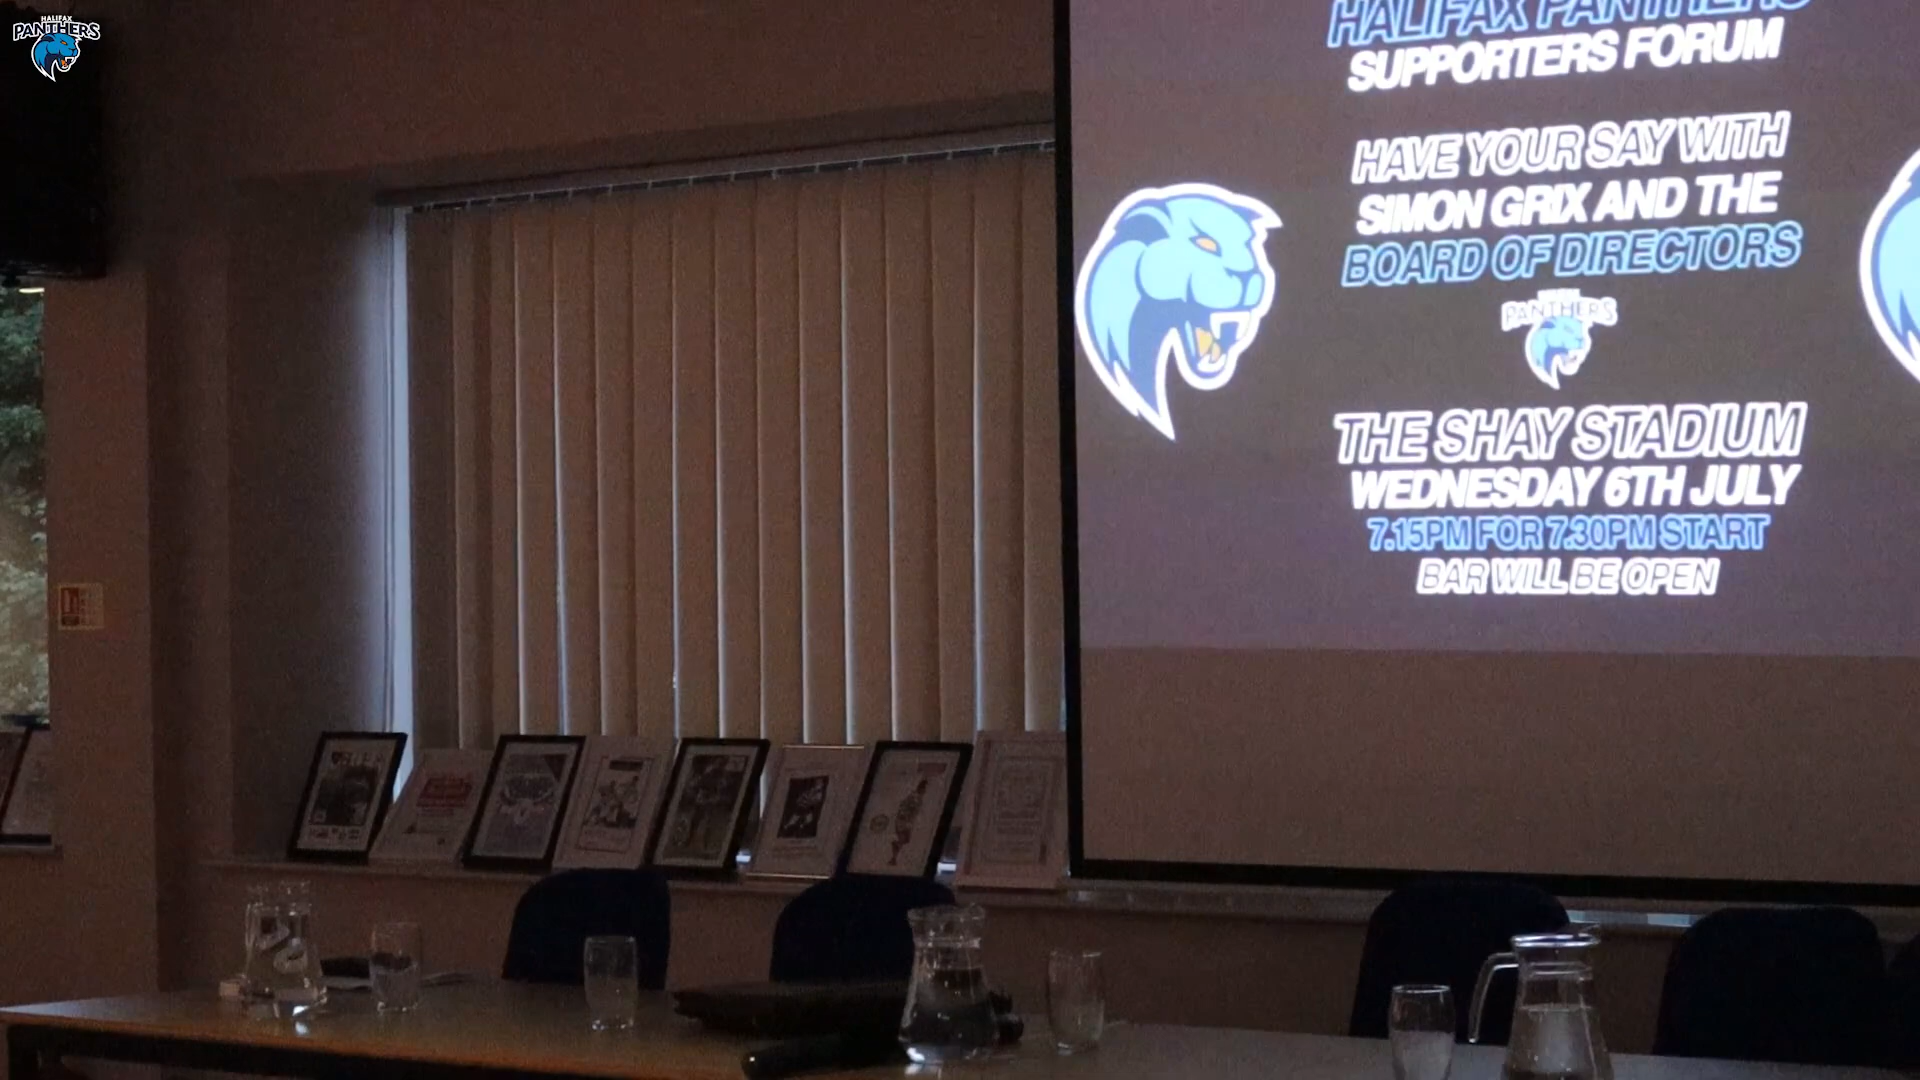 HALIFAX
PANTHERS
HALIFAX PANTHERS
SUPPORTERS FORUM
HAVE YOUR SAY WITH
SIMON GRIX AND THE
BOARD OF DIRECTORS
PANTHERS
THE SHAY STADIUM
WEDNESDAY 6TH JULY
7.15PM FOR 7.30PM START
BAR WILL BE OPEN